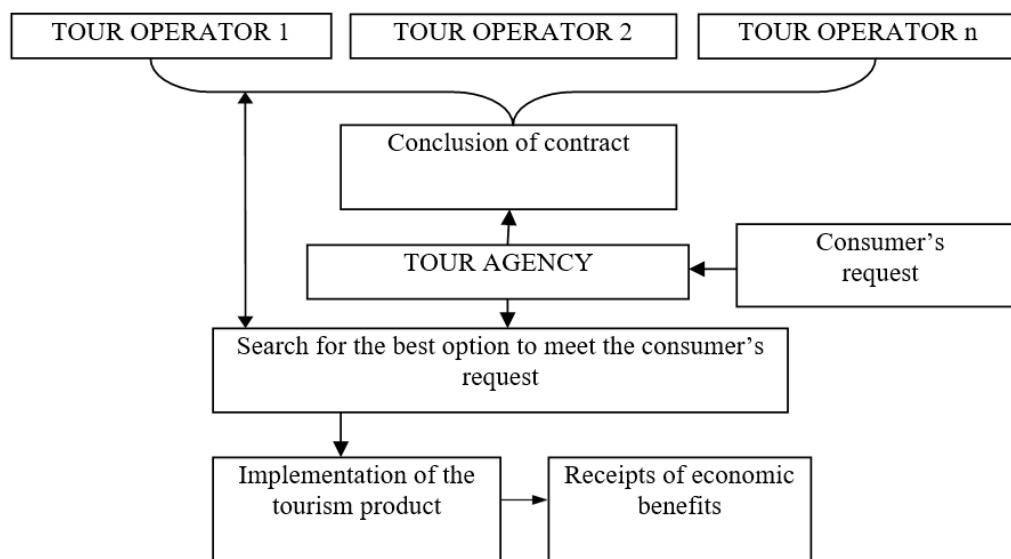 TOUR OPERATOR 1
TOUR OPERATOR 2
TOUR OPERATOR n
Conclusion of contract
TOUR AGENCY
Consumer’s
request
Search for the best option to meet the consumer’s
request
Implementation of the
tourism product
Receipts of economic
benefits